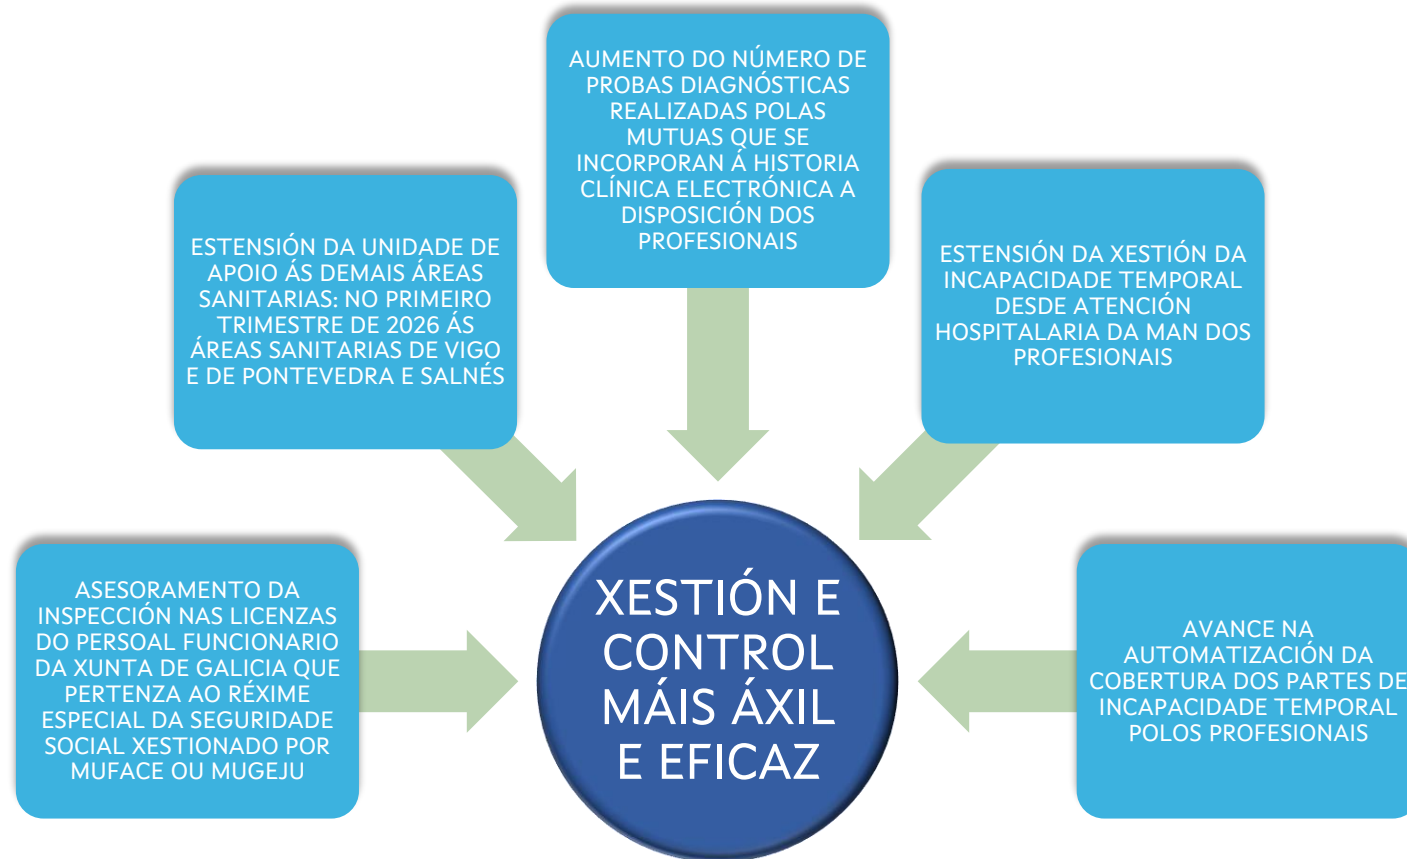 ASESORAMENTO DA
INSPECCIÓN NAS LICENZAS
DO PERSOAL FUNCIONARIO
DA XUNTA DE GALICIA QUE
PERTENZA AO RÉXIME
ESPECIAL DA SEGURIDADE
SOCIAL XESTIONADO POR
MUFACE OU MUGEJU
ESTENSIÓN DA UNIDADE DE
APOIO ÁS DEMAIS ÁREAS
SANITARIAS: NO PRIMEIRO
TRIMESTRE DE 2026 ÁS
ÁREAS SANITARIAS DE VIGO
E DE PONTEVEDRA E SALNÉS
AUMENTO DO NÚMERO DE
PROBAS DIAGNÓSTICAS
REALIZADAS POLAS
MUTUAS QUE SE
INCORPORAN Á HISTORIA
CLÍNICA ELECTRÓNICA A
DISPOSICIÓN DOS
PROFESIONAIS
ESTENSIÓN DA XESTIÓN DA
INCAPACIDADE TEMPORAL
DESDE ATENCIÓN
HOSPITALARIA DA MAN DOS
PROFESIONAIS
AVANCE NA
AUTOMATIZACIÓN DA
COBERTURA DOS PARTES DE
INCAPACIDADE TEMPORAL
POLOS PROFESIONAIS
XESTIÓN E
CONTROL
MÁIS ÁXIL
E EFICAZ